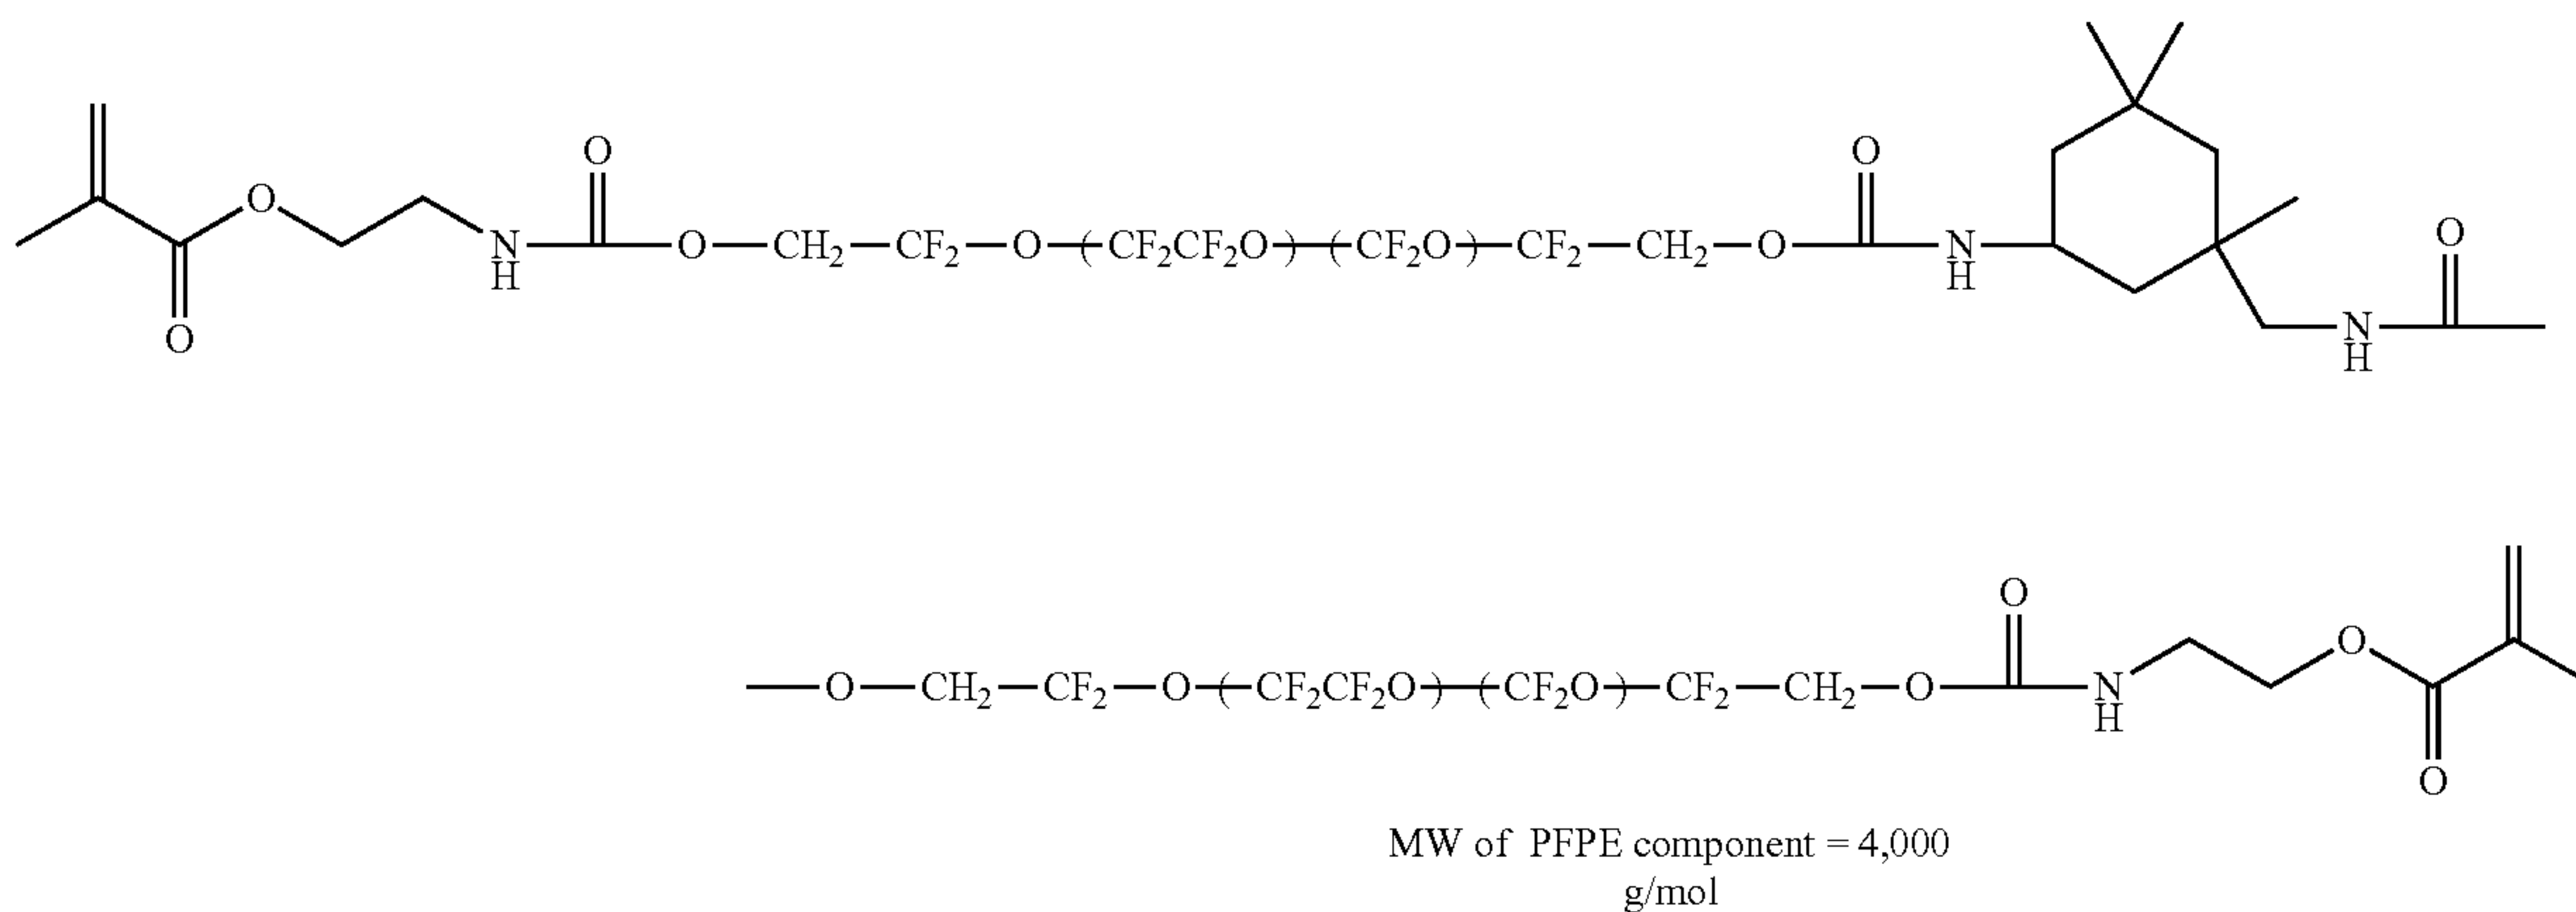 O O
O N H O CH₂ CF₂ O (CF₂CF₂O) (CF₂O) CF₂ CH₂ O N H O
O N H
O
O CH₂ CF₂ O (CF₂CF₂O) (CF₂O) CF₂ CH₂ O N H O
O
MW of PFPE component = 4,000
g/mol